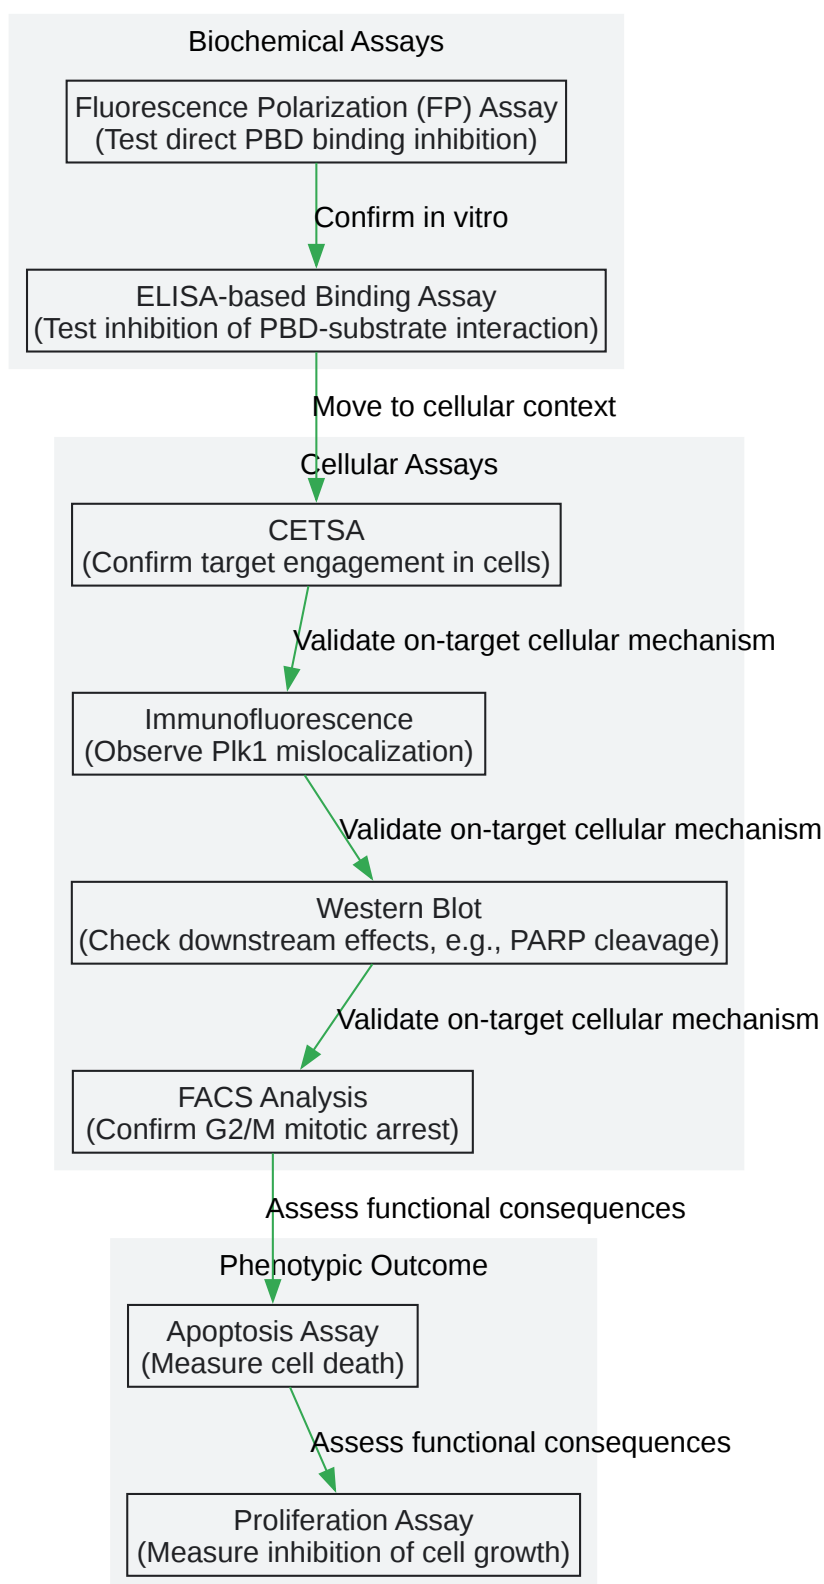 Biochemical Assays
Fluorescence Polarization (FP) Assay
(Test direct PBD binding inhibition)
Confirm in vitro
ELISA-based Binding Assay
(Test inhibition of PBD-substrate interaction)
Move to cellular context
Cellular Assays
CETSA
(Confirm target engagement in cells)
Validate on-target cellular mechanism
Immunofluorescence
(Observe Plk1 mislocalization)
Validate on-target cellular mechanism
Western Blot
(Check downstream effects, e.g., PARP cleavage)
Validate on-target cellular mechanism
FACS Analysis
(Confirm G2/M mitotic arrest)
Assess functional consequences
Phenotypic Outcome
Apoptosis Assay
(Measure cell death)
Assess functional consequences
Proliferation Assay
(Measure inhibition of cell growth)